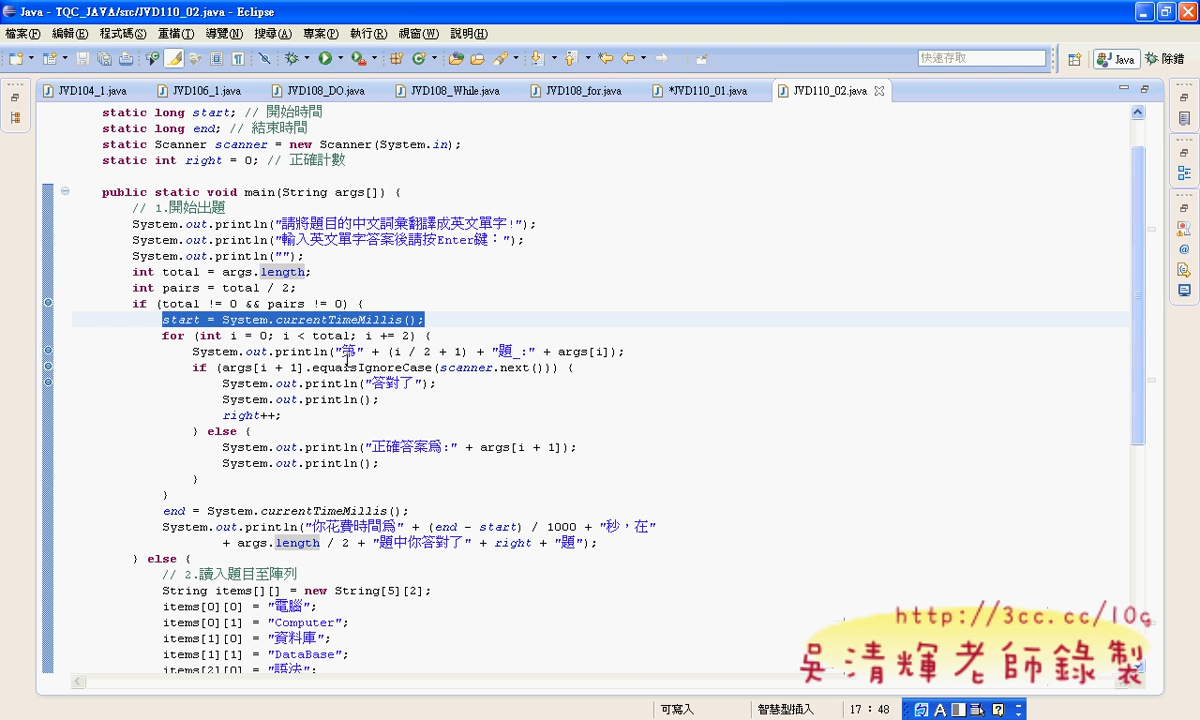 Java - TQC_JAVA/src/JVD110_02.java - Eclipse
檔案(F) 編輯(E) 程式碼(S) 重構(T) 導覽(N) 搜尋(A) 專案(P) 執行(R) 視窗(W) 說明(H)
快速存取
Java
除錯
JVD104_1.java JVD106_1.java JVD108_DO.java JVD108_While.java JVD108_for.java *JVD110_01.java JVD110_02.java
static long start; // 開始時間
static long end; // 結束時間
static Scanner scanner = new Scanner(System.in);
static int right = 0; // 正確計數
public static void main(String args[]) {
// 1.開始出題
System.out.println("請將題目的中文詞彙翻譯成英文單字!");
System.out.println("輸入英文單字答案後請按Enter鍵：");
System.out.println("");
int total = args.length;
int pairs = total / 2;
if (total != 0 && pairs != 0) {
start = System.currentTimeMillis();
for (int i = 0; i < total; i += 2) {
System.out.println("第" + (i / 2 + 1) + "題_:" + args[i]);
if (args[i + 1].equalsIgnoreCase(scanner.next())) {
System.out.println("答對了");
System.out.println();
right++;
} else {
System.out.println("正確答案為:" + args[i + 1]);
System.out.println();
}
}
end = System.currentTimeMillis();
System.out.println("你花費時間為" + (end - start) / 1000 + "秒，在"
+ args.length / 2 + "題中你答對了" + right + "題");
} else {
// 2.讀入題目至陣列
String items[][] = new String[5][2];
items[0][0] = "電腦";
items[0][1] = "Computer";
items[1][0] = "資料庫";
items[1][1] = "DataBase";
items[2][0] = "語法";
http://3cc.cc/10g
吳清輝老師錄製
可寫入 智慧型插入 17 : 48